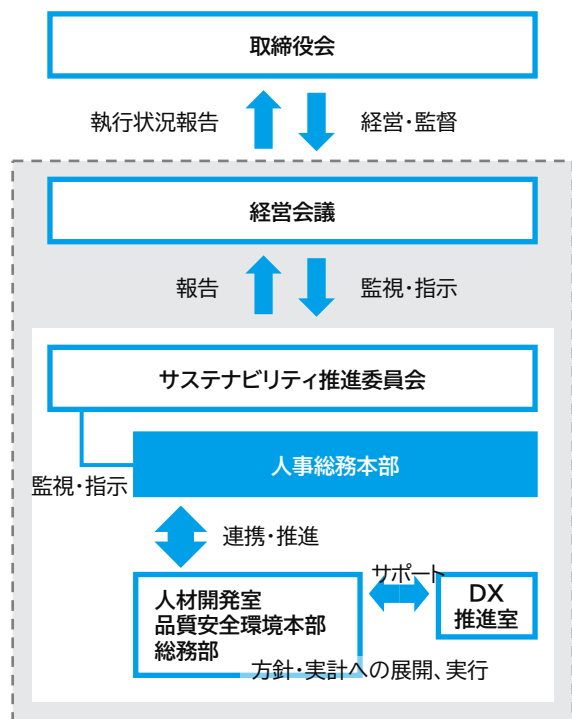 取締役会
執行状況報告
経営・監督
経営会議
報告
監視・指示
サステナビリティ推進委員会
人事総務本部
監視・指示
連携・推進
サポート
人材開発室
品質安全環境本部
総務部
DX
推進室
方針・実計への展開、実行